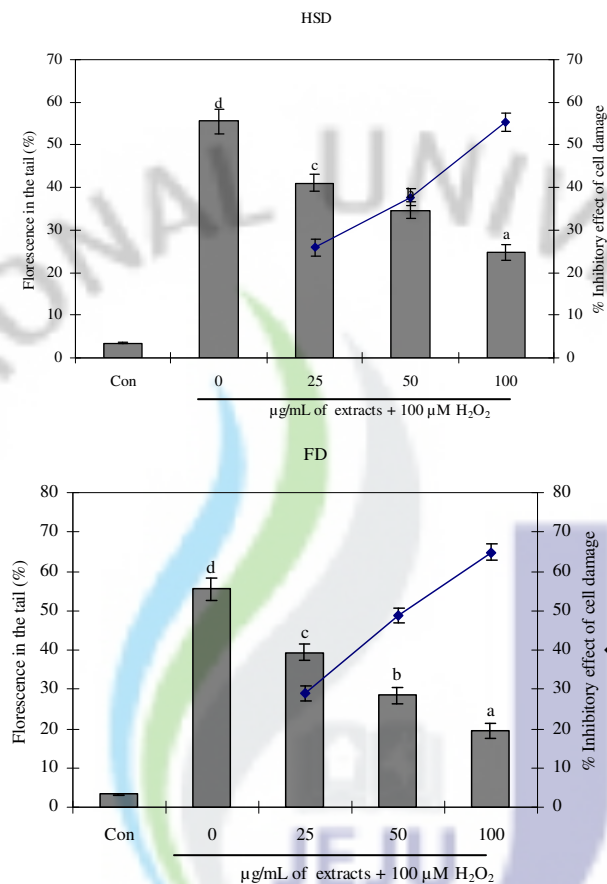 HSD
Florescence in the tail (%)
% Inhibitory effect of cell damage
70 70
60 60
50 50
40 40
30 30
20 20
10 10
0 0
d
c
b
a
Con 0 25 50 100
µg/mL of extracts + 100 µM H₂O₂
FD
Florescence in the tail (%)
% Inhibitory effect of cell damage
80 80
70 70
60 60
50 50
40 40
30 30
20 20
10 10
0 0
d
c
b
a
Con 0 25 50 100
µg/mL of extracts + 100 µM H₂O₂
JEJU